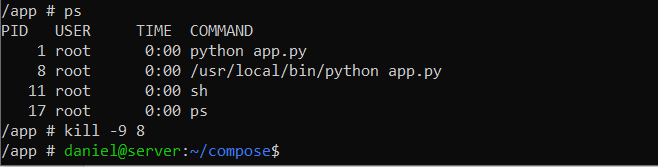 /app # ps
PID   USER     TIME  COMMAND
    1 root      0:00 python app.py
    8 root      0:00 /usr/local/bin/python app.py
   11 root      0:00 sh
   17 root      0:00 ps
/app # kill -9 8
/app # daniel@server:~/compose$